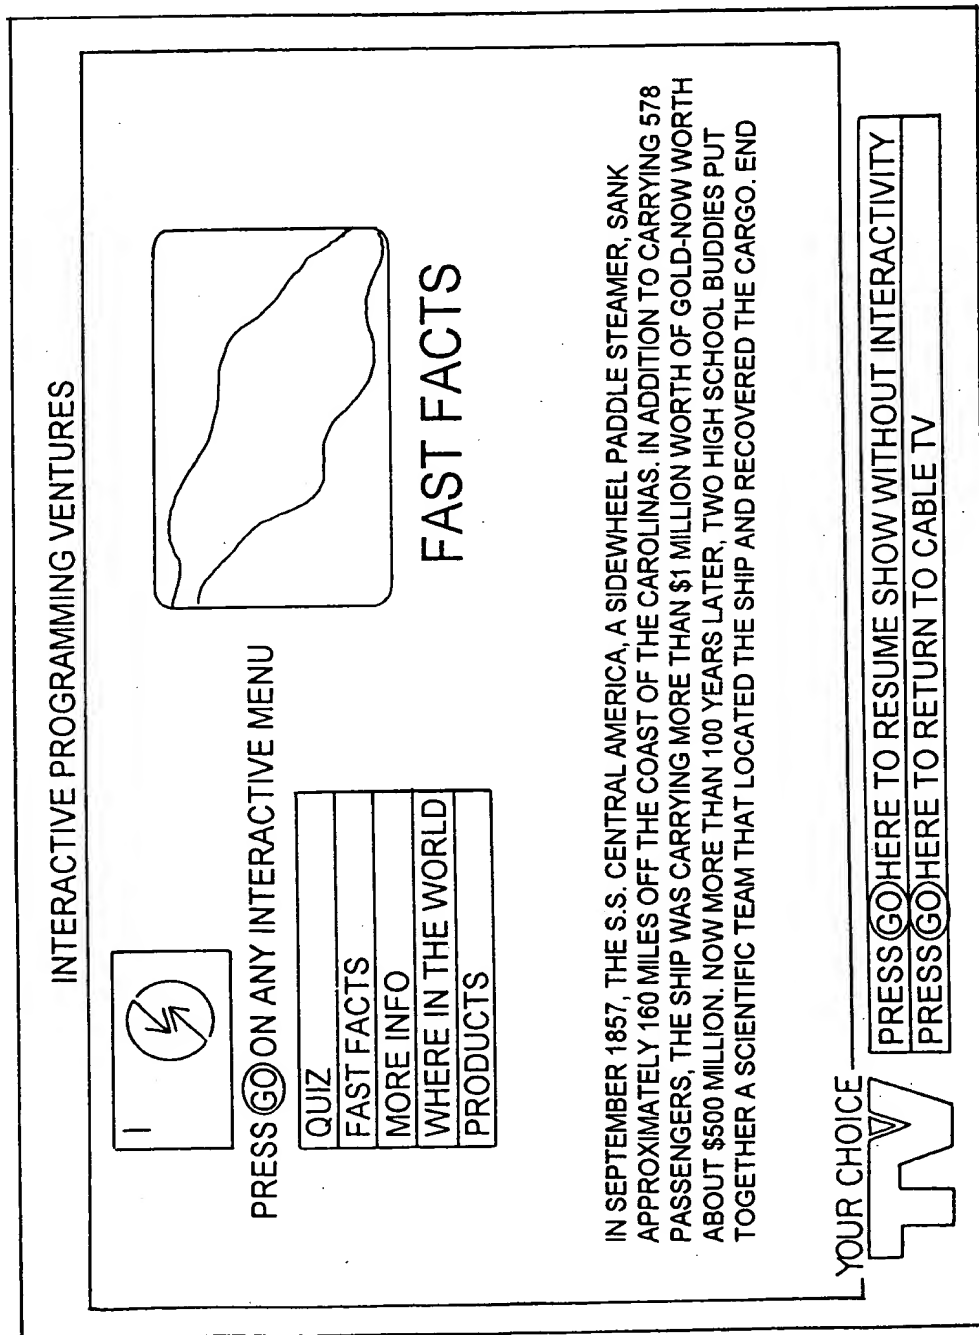 INTERACTIVE PROGRAMMING VENTURES
I
PRESS GO ON ANY INTERACTIVE MENU
QUIZ
FAST FACTS
MORE INFO
WHERE IN THE WORLD
PRODUCTS
FAST FACTS
IN SEPTEMBER 1857, THE S.S. CENTRAL AMERICA, A SIDEWHEEL PADDLE STEAMER, SANK
APPROXIMATELY 160 MILES OFF THE COAST OF THE CAROLINAS. IN ADDITION TO CARRYING 578
PASSENGERS, THE SHIP WAS CARRYING MORE THAN $1 MILLION WORTH OF GOLD-NOW WORTH
ABOUT $500 MILLION. NOW MORE THAN 100 YEARS LATER, TWO HIGH SCHOOL BUDDIES PUT
TOGETHER A SCIENTIFIC TEAM THAT LOCATED THE SHIP AND RECOVERED THE CARGO. END
YOUR CHOICE
TV
PRESS GO HERE TO RESUME SHOW WITHOUT INTERACTIVITY
PRESS GO HERE TO RETURN TO CABLE TV